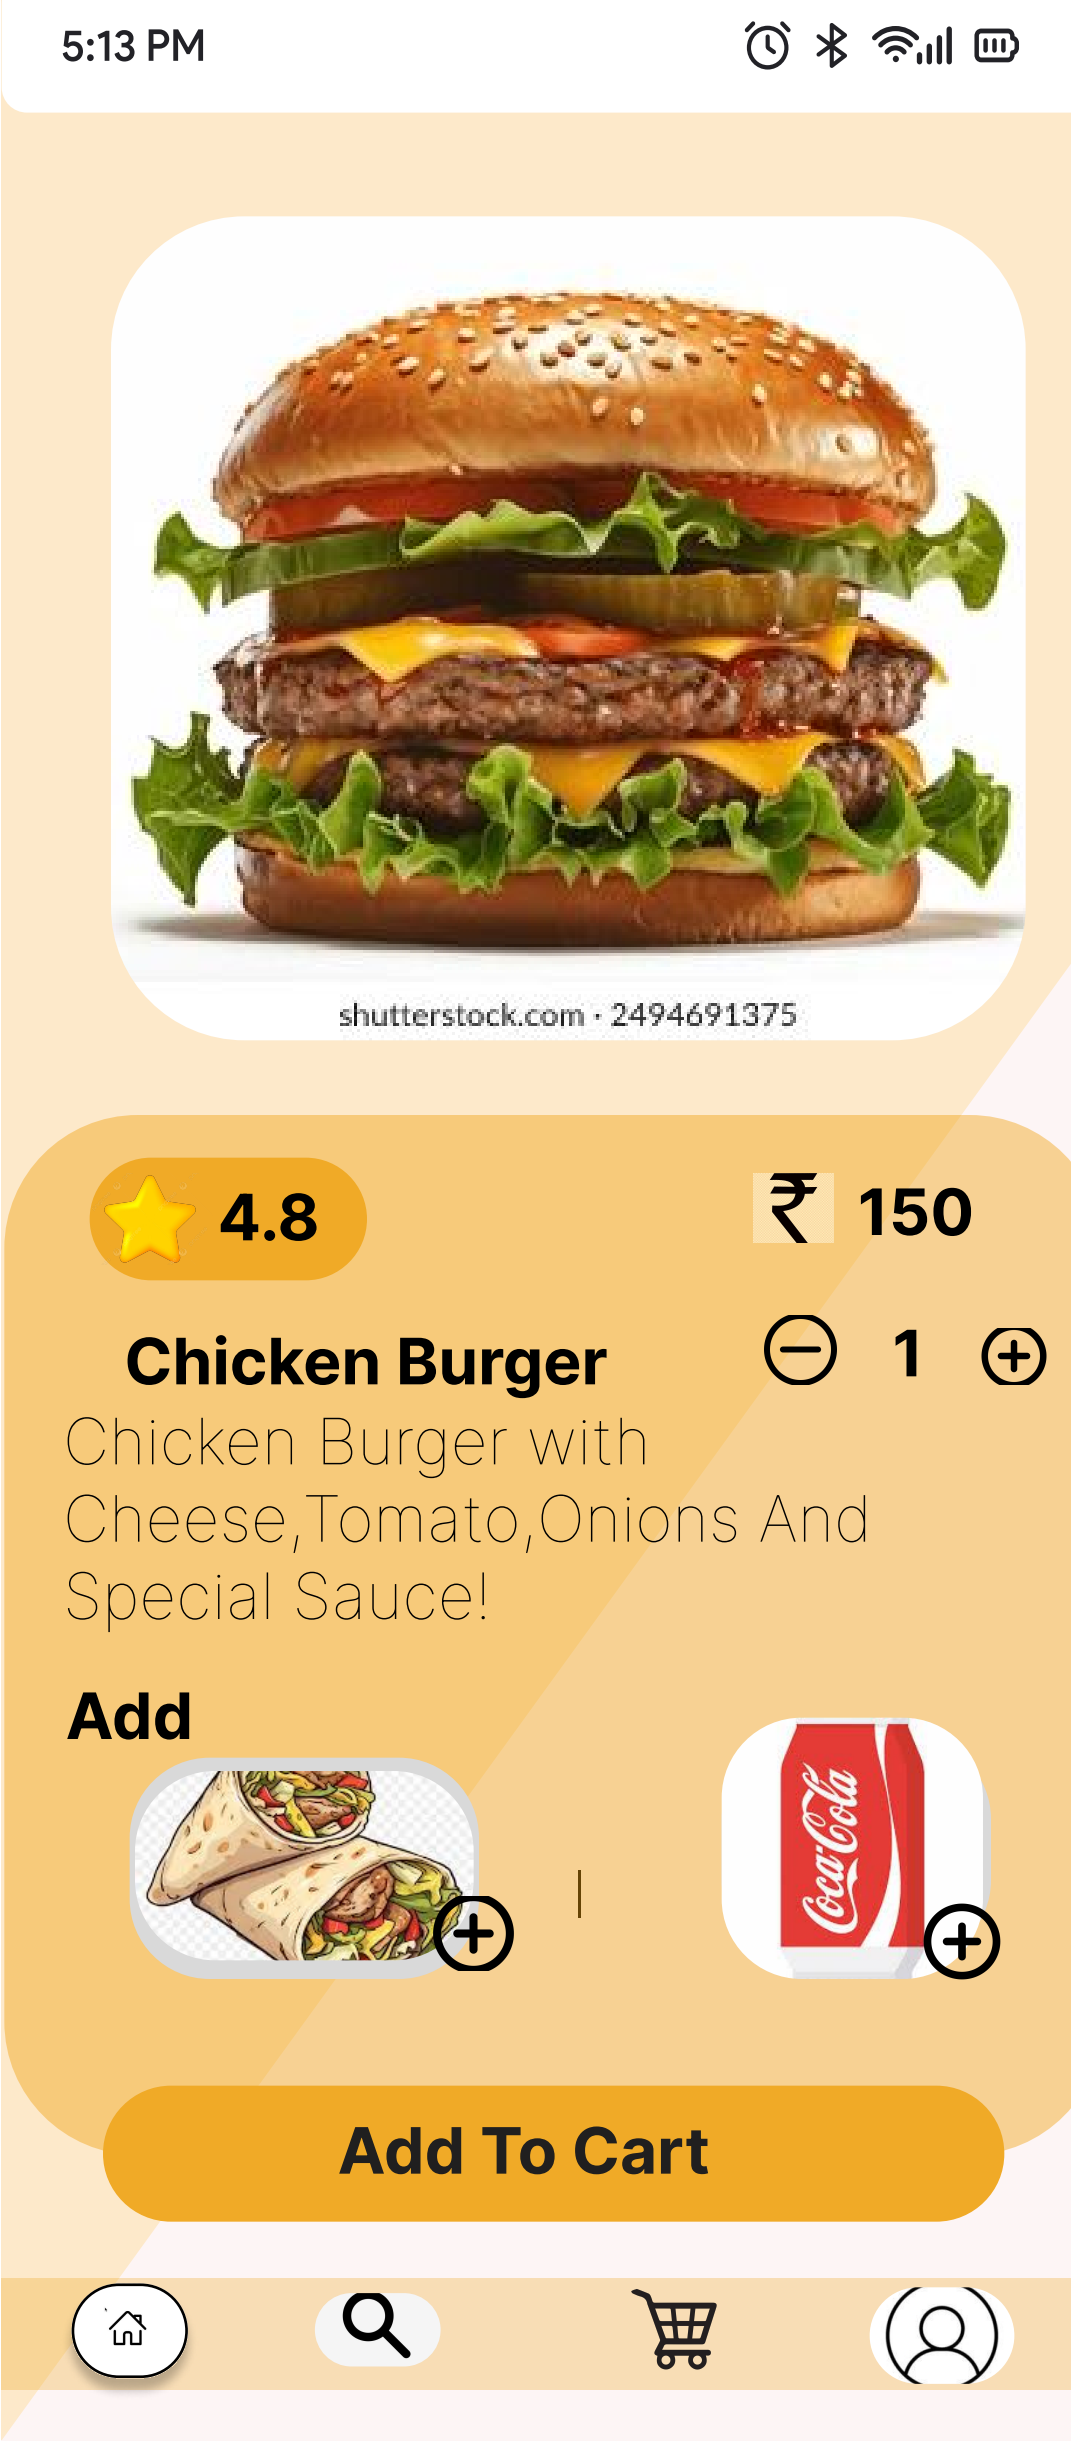 5:13 PM
shutterstock.com · 2494691375
4.8
₹ 150
Chicken Burger
1
Chicken Burger with
Cheese,Tomato,Onions And
Special Sauce!
Add
Coca-Cola
Add To Cart